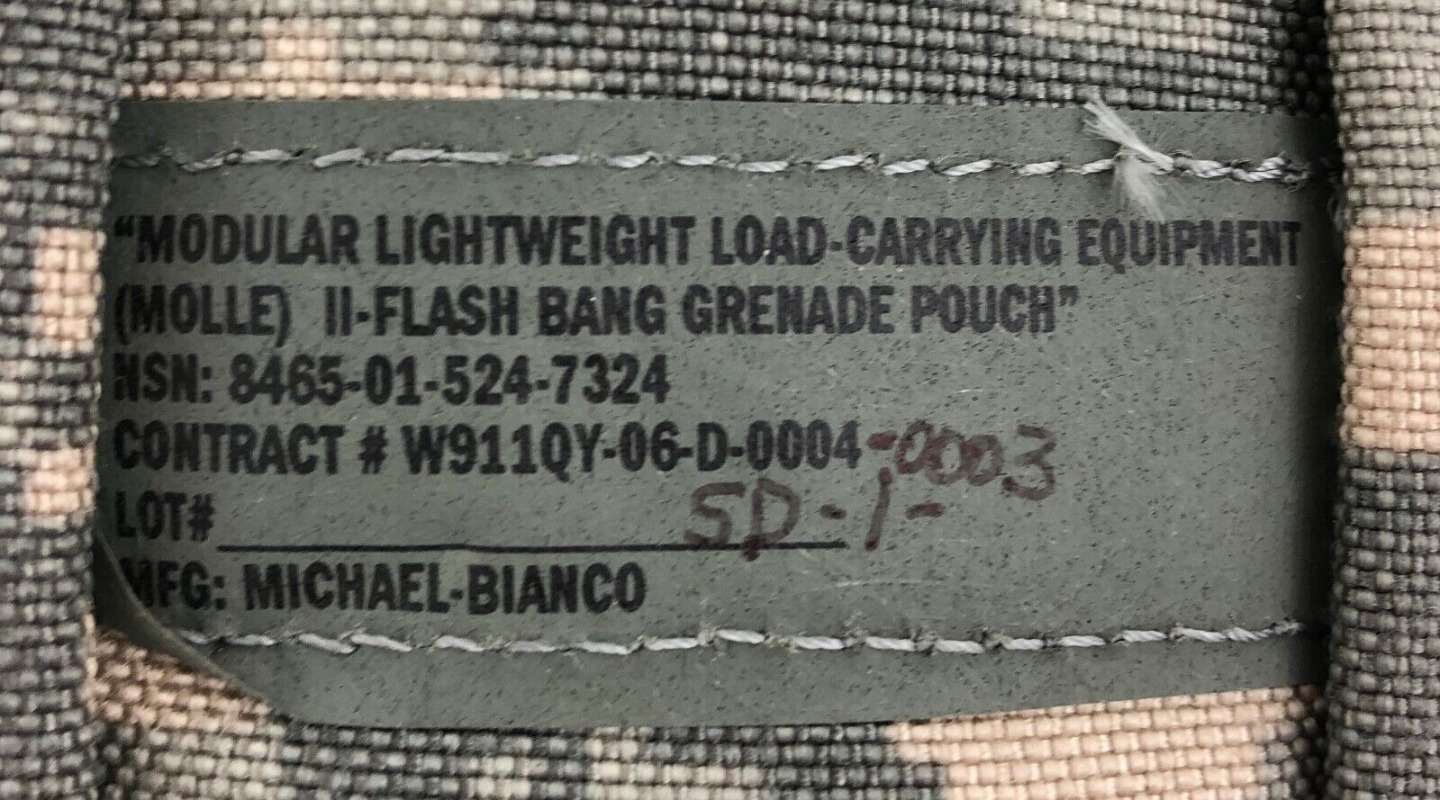 “MODULAR LIGHTWEIGHT LOAD-CARRYING EQUIPMENT
(MOLLE) II-FLASH BANG GRENADE POUCH”
NSN: 8465-01-524-7324
CONTRACT # W911QY-06-D-0004-0003
LOT# SD-1-
MFG: MICHAEL-BIANCO